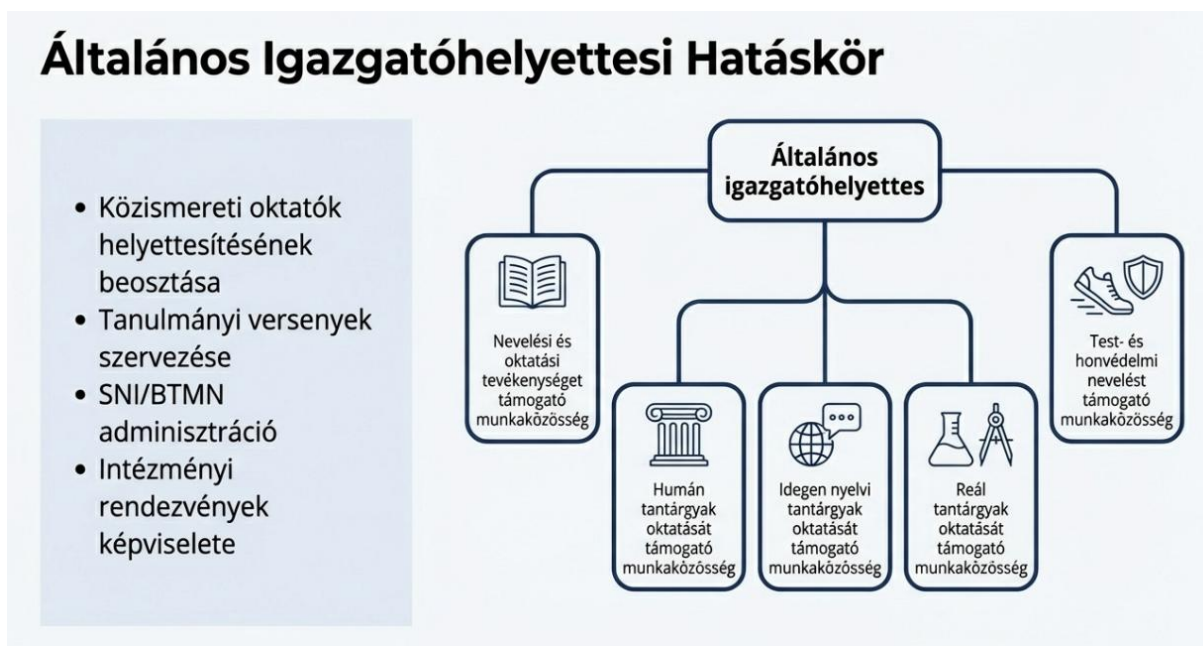 Általános Igazgatóhelyettesi Hatáskör
• Közismereti oktatók
helyettesítésének
beosztása
• Tanulmányi versenyek
szervezése
• SNI/BTMN
adminisztráció
• Intézményi
rendezvények
képviselete
Általános
igazgatóhelyettes
Nevelési és
oktatási
tevékenységet
támogató
munkaközösség
Humán
tantárgyak
oktatását
támogató
munkaközösség
Idegen nyelvi
tantárgyak
oktatását
támogató
munkaközösség
Reál
tantárgyak
oktatását
támogató
munkaközösség
Test- és
honvédelmi
nevelést
támogató
munkaközösség